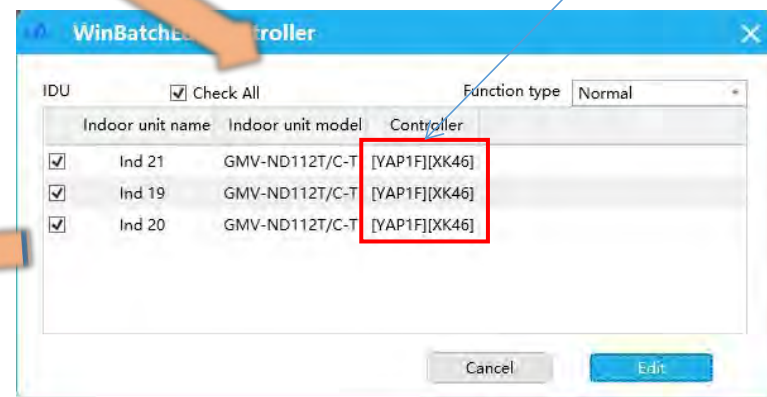 troller
IDU Check All Function type Normal
Indoor unit name Indoor unit model Controller
Ind 21 GMV-ND112T/C-T [YAP1F][XK46]
Ind 19 GMV-ND112T/C-T [YAP1F][XK46]
Ind 20 GMV-ND112T/C-T [YAP1F][XK46]
Cancel Edit